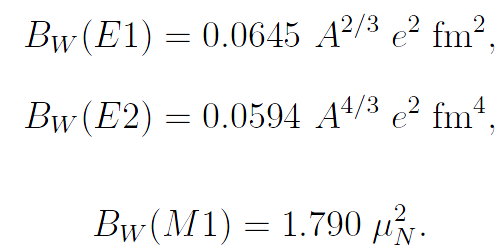 B_W(E1) = 0.0645 A^{2/3} e^2 fm^2,
B_W(E2) = 0.0594 A^{4/3} e^2 fm^4,
B_W(M1) = 1.790 μ_N^2.